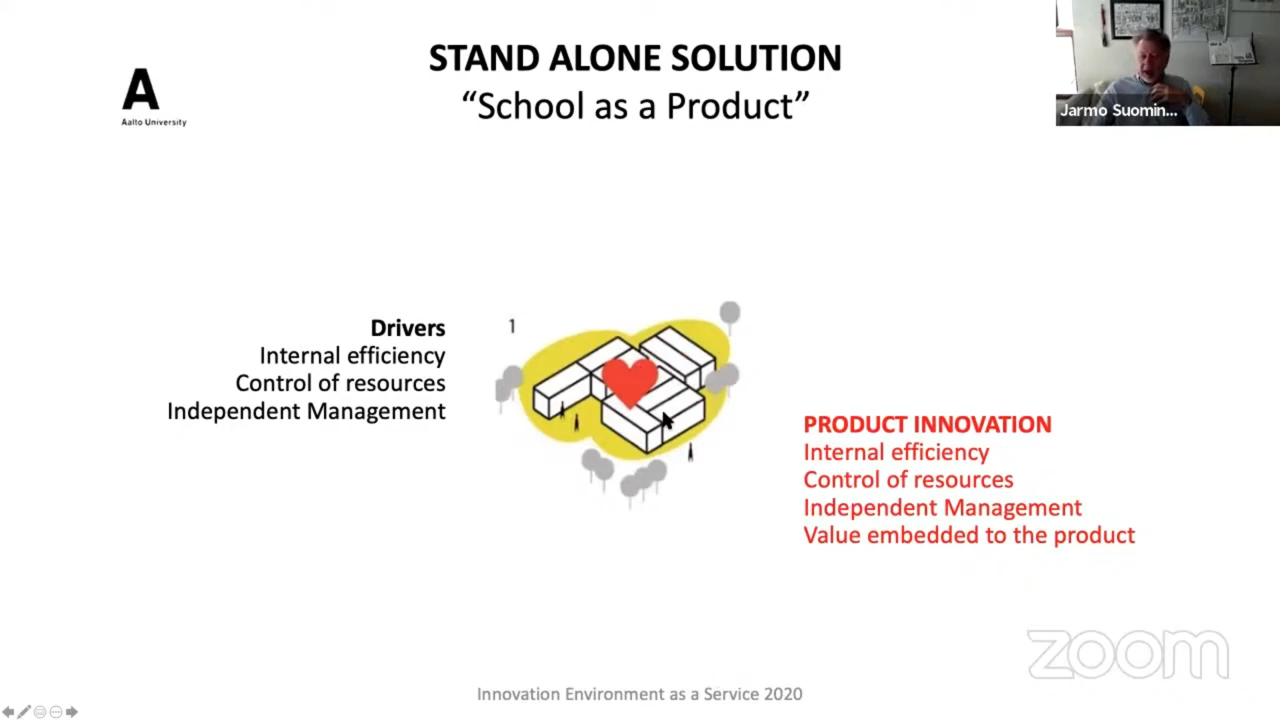 STAND ALONE SOLUTION
“School as a Product”
A
Aalto University
Jarmo Suomin...
Drivers
Internal efficiency
Control of resources
Independent Management
1
PRODUCT INNOVATION
Internal efficiency
Control of resources
Independent Management
Value embedded to the product
zoom
Innovation Environment as a Service 2020